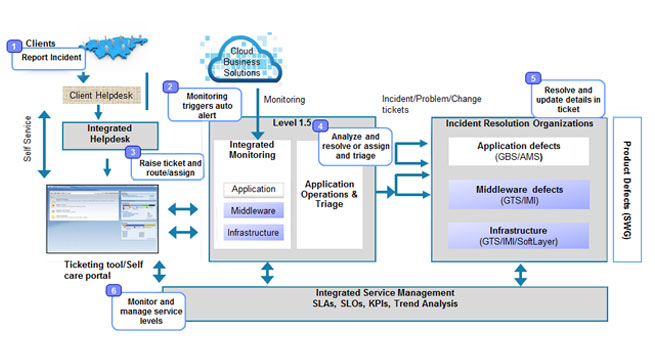 1
Clients
Report Incident
Client Helpdesk
Self Service
Integrated
Helpdesk
3
Raise ticket and
route/assign
Ticketing tool/Self
care portal
Cloud
Business
Solutions
2
Monitoring
triggers auto
alert
Monitoring
Level 1.5
Integrated
Monitoring
Application
Middleware
Infrastructure
4
Analyze and
resolve or assign
and triage
Application
Operations &
Triage
Incident/Problem/Change
tickets
5
Resolve and
update details in
ticket
Incident Resolution Organizations
Application defects
(GBS/AMS)
Middleware defects
(GTS/IMI)
Infrastructure
(GTS/IMI/SoftLayer)
Product Defects (SWG)
6
Monitor and
manage service
levels
Integrated Service Management
SLAs, SLOs, KPIs, Trend Analysis